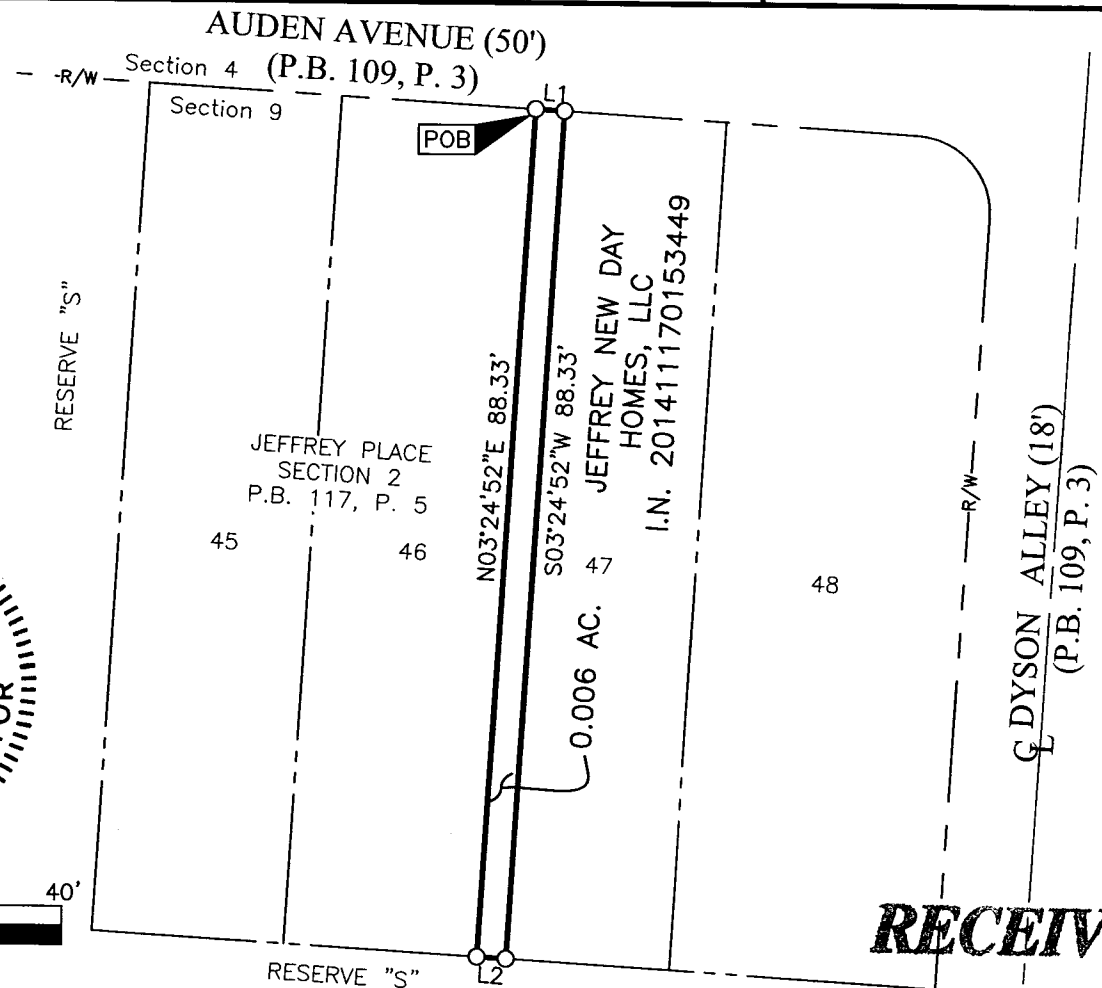 AUDEN AVENUE (50')
(P.B. 109, P. 3)
R/W
Section 4
Section 9
L1
POB
RESERVE "S"
JEFFREY PLACE
SECTION 2
P.B. 117, P. 5
45
46
N03°24'52"E 88.33'
S03°24'52"W 88.33'
JEFFREY NEW DAY
HOMES, LLC
I.N. 201411170153449
47
0.006 AC.
48
R/W
CL DYSON ALLEY (18')
(P.B. 109, P. 3)
OR
40'
RESERVE "S"
L2
RECEIV